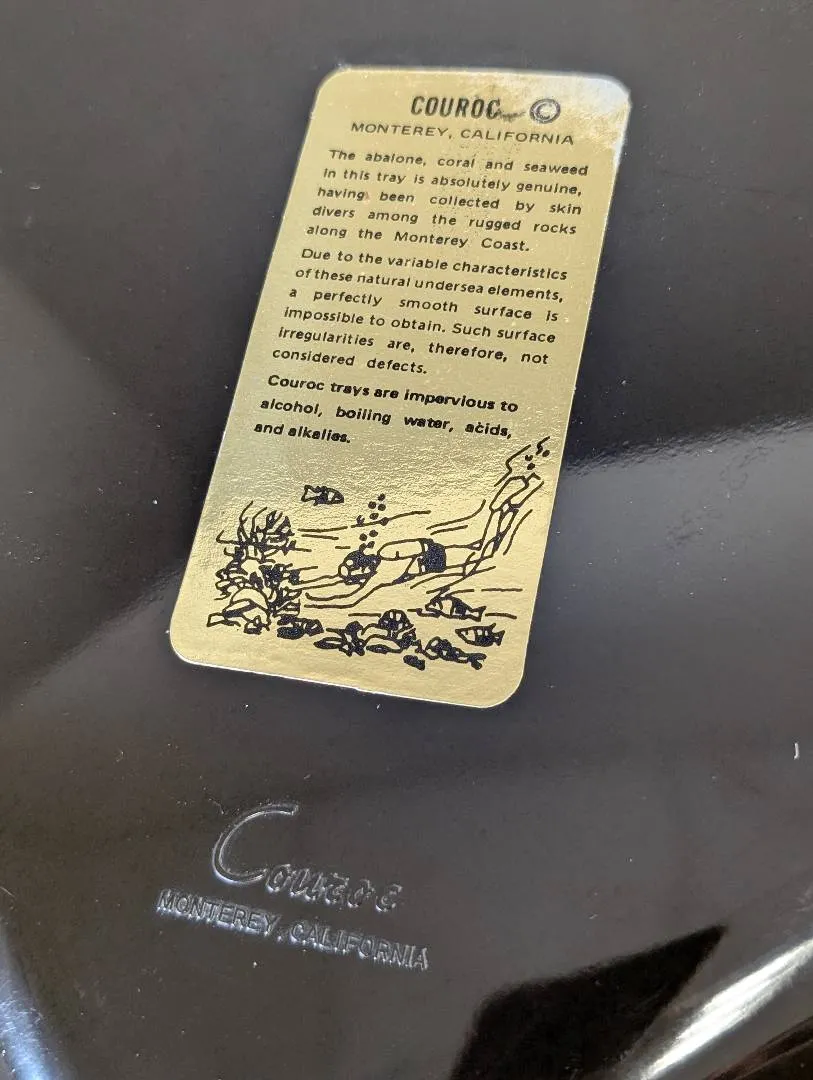 COUROC ©
MONTEREY, CALIFORNIA
The abalone, coral and seaweed
in this tray is absolutely genuine,
having been collected by skin
divers among the rugged rocks
along the Monterey Coast.
Due to the variable characteristics
of these natural undersea elements,
a perfectly smooth surface is
impossible to obtain. Such surface
irregularities are, therefore, not
considered defects.
Couroc trays are impervious to
alcohol, boiling water, acids,
and alkalies.
Couroc
MONTEREY, CALIFORNIA